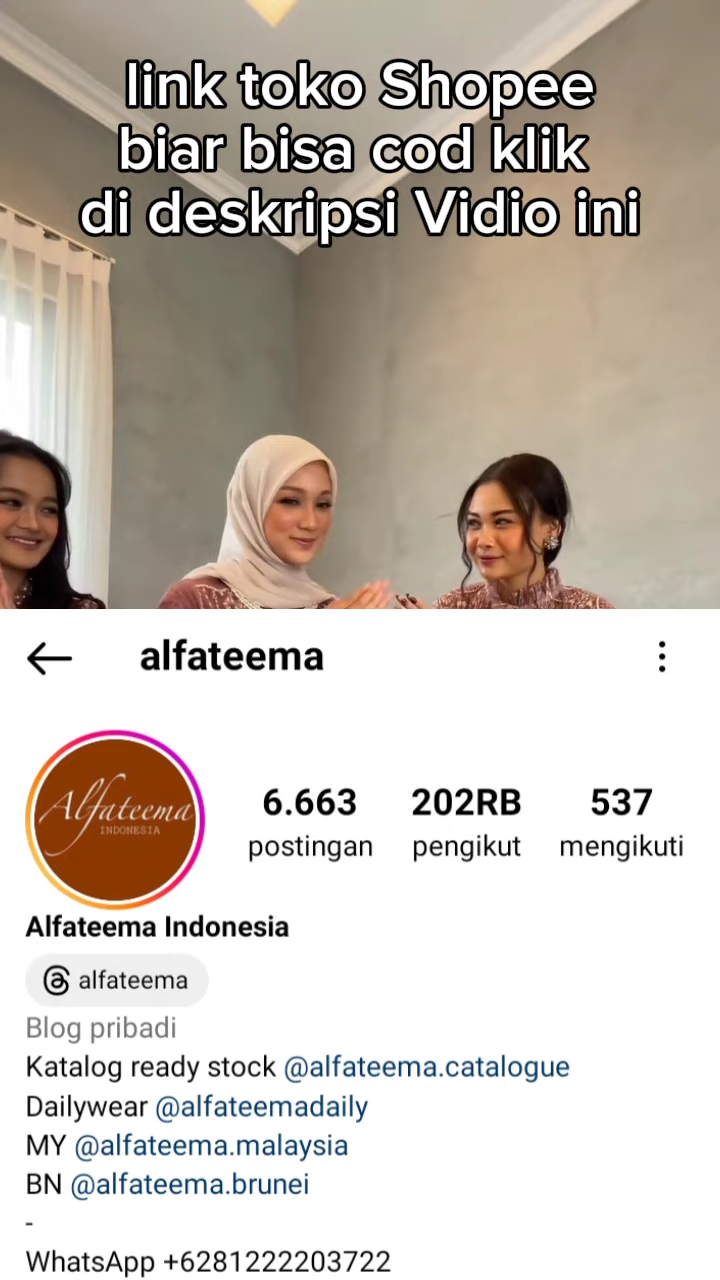 link toko Shopee
biar bisa cod klik
di deskripsi Vidio ini
alfateema
Alfateema
INDONESIA
6.663 202RB 537
postingan pengikut mengikuti
Alfateema Indonesia
alfateema
Blog pribadi
Katalog ready stock @alfateema.catalogue
Dailywear @alfateemadaily
MY @alfateema.malaysia
BN @alfateema.brunei
-
WhatsApp +6281222203722